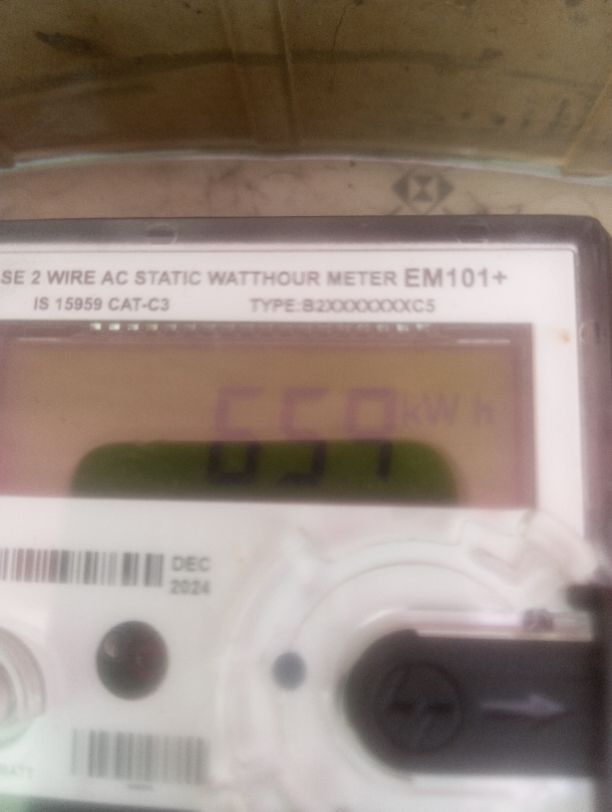 SE 2 WIRE AC STATIC WATTHOUR METER EM101+
IS 15959 CAT-C3 TYPE:B2XXXXXXXC5
659 kWh
DEC
2024